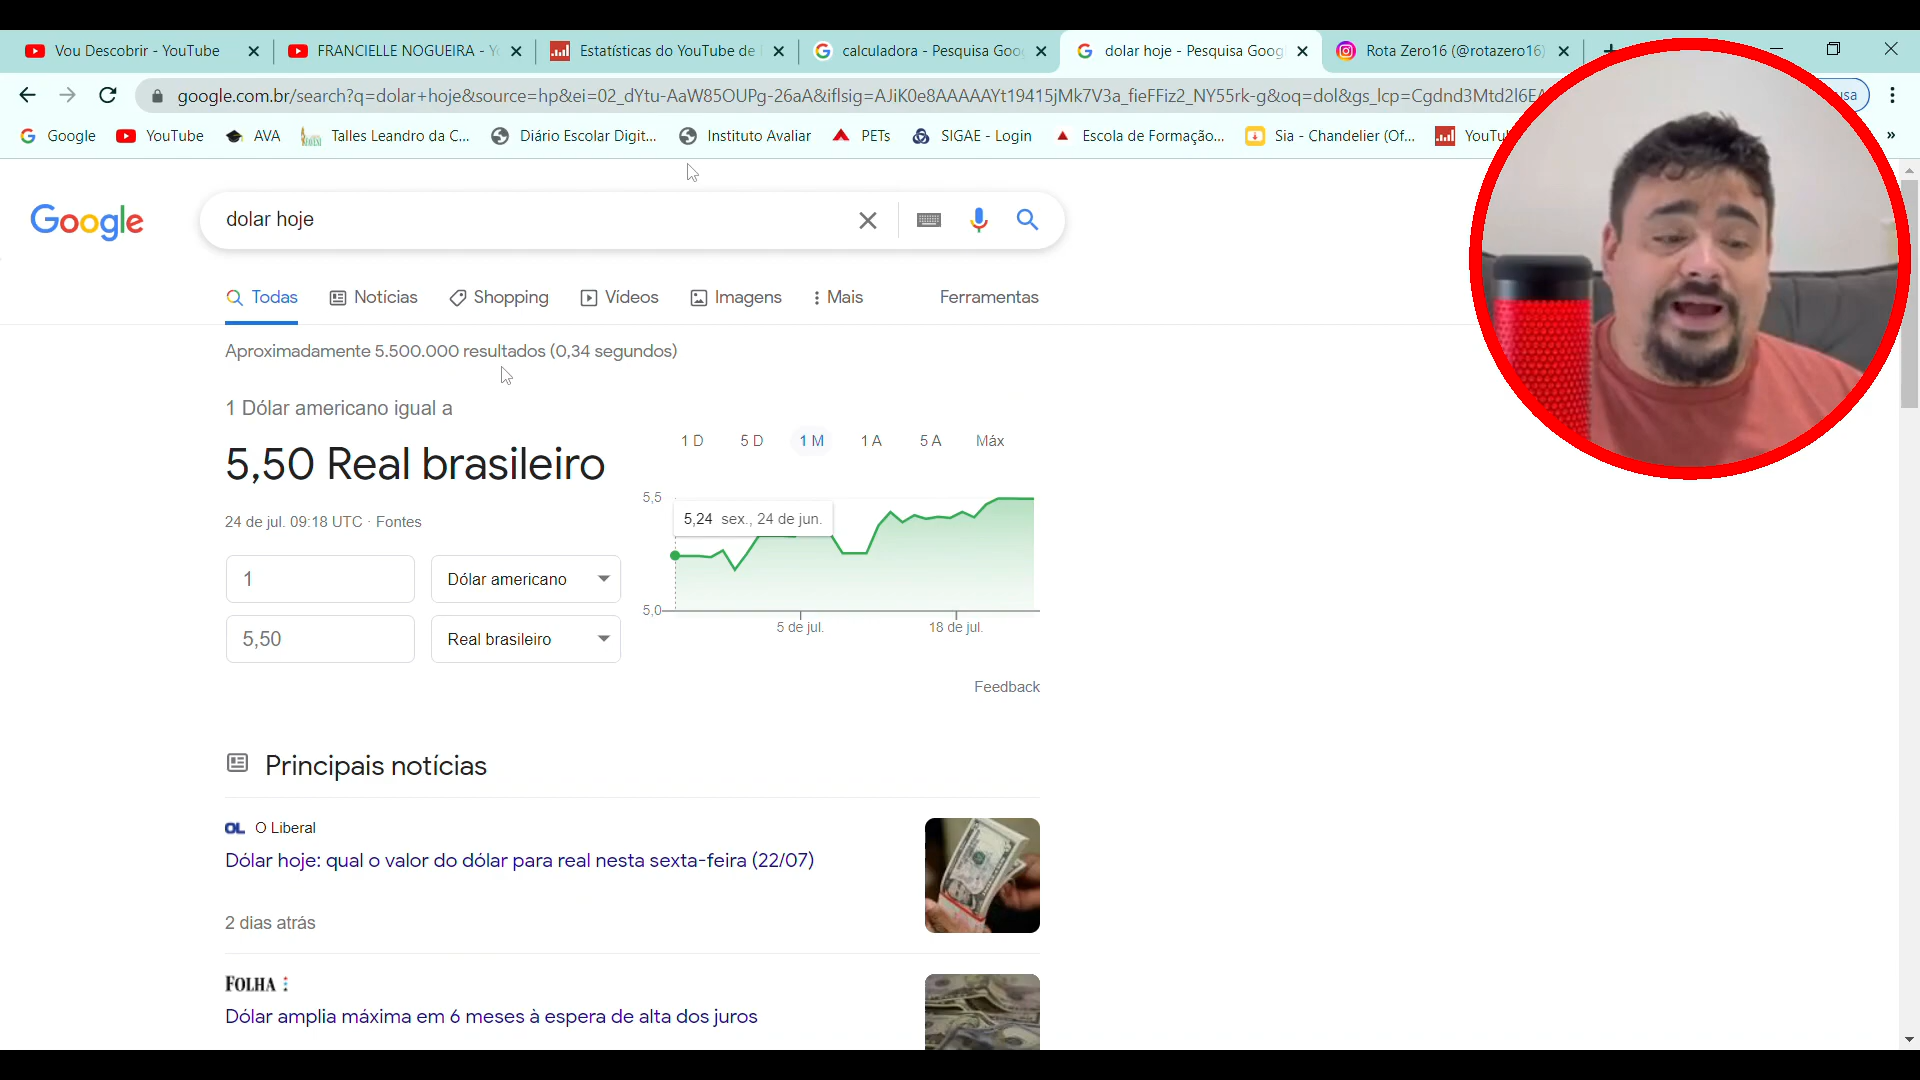 Vou Descobrir - YouTube
FRANCIELLE NOGUEIRA - Yo
Estatísticas do YouTube de
calculadora - Pesquisa Goo
dolar hoje - Pesquisa Googl
Rota Zero16 (@rotazero16)
google.com.br/search?q=dolar+hoje&source=hp&ei=02_dYtu-AaW85OUPg-26aA&iflsig=AJiK0e8AAAAAYt19415jMk7V3a_fieFFiz2_NY55rk-g&oq=dol&gs_lcp=Cgdnd3Mtd2l6EA
usa
Google
YouTube
AVA
Talles Leandro da C...
Diário Escolar Digit...
Instituto Avaliar
PETs
SIGAE - Login
Escola de Formação...
Sia - Chandelier (Of...
YouTu
»
Google
dolar hoje
Todas
Notícias
Shopping
Vídeos
Imagens
Mais
Ferramentas
Aproximadamente 5.500.000 resultados (0,34 segundos)
1 Dólar americano igual a
5,50 Real brasileiro
24 de jul. 09:18 UTC · Fontes
1
Dólar americano
5,50
Real brasileiro
1 D
5 D
1 M
1 A
5 A
Máx
5,5
5,24 sex., 24 de jun.
5,0
5 de jul.
18 de jul.
Feedback
Principais notícias
OL O Liberal
Dólar hoje: qual o valor do dólar para real nesta sexta-feira (22/07)
2 dias atrás
FOLHA
Dólar amplia máxima em 6 meses à espera de alta dos juros